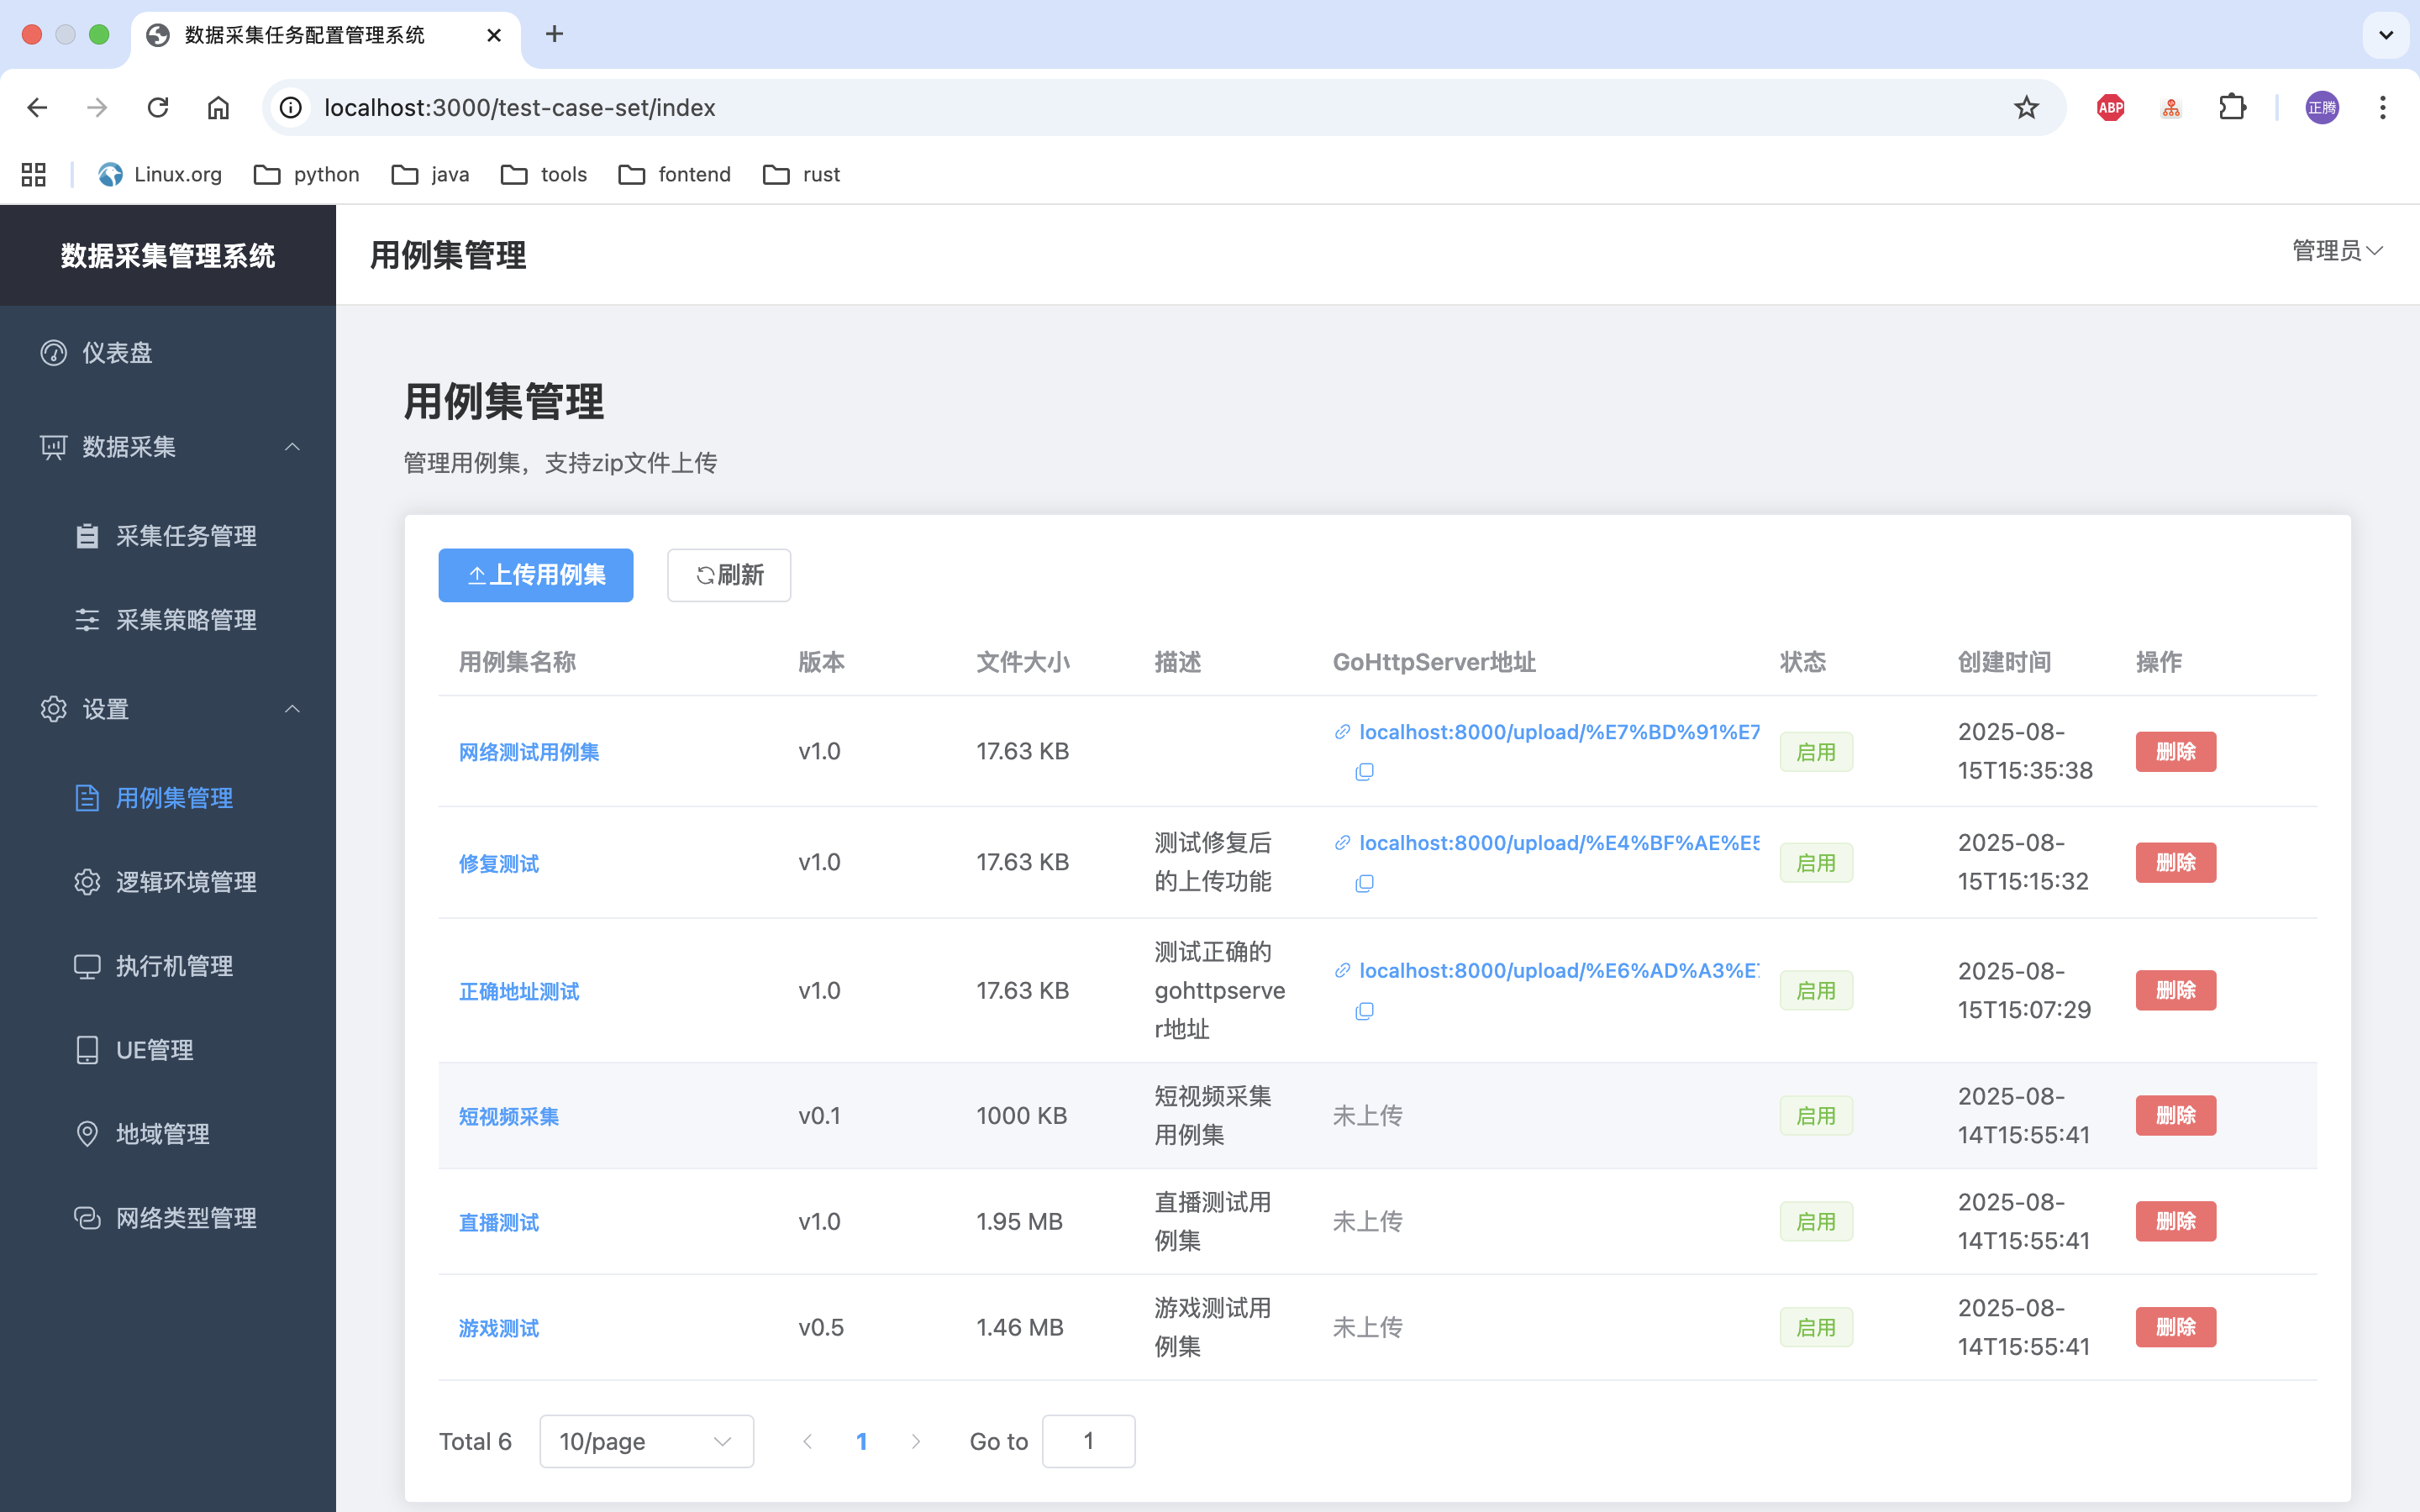 数据采集任务配置管理系统
localhost:3000/test-case-set/index
ABP
正腾
Linux.org python java tools fontend rust
数据采集管理系统
用例集管理
管理员
仪表盘
数据采集
采集任务管理
采集策略管理
设置
用例集管理
逻辑环境管理
执行机管理
UE管理
地域管理
网络类型管理
用例集管理
管理用例集，支持zip文件上传
上传用例集 刷新
用例集名称 版本 文件大小 描述 GoHttpServer地址 状态 创建时间 操作
网络测试用例集 v1.0 17.63 KB localhost:8000/upload/%E7%BD%91%E7 启用 2025-08-
15T15:35:38 删除
修复测试 v1.0 17.63 KB 测试修复后
的上传功能 localhost:8000/upload/%E4%BF%AE%E5 启用 2025-08-
15T15:15:32 删除
正确地址测试 v1.0 17.63 KB 测试正确的
gohttpserve
r地址 localhost:8000/upload/%E6%AD%A3%E7 启用 2025-08-
15T15:07:29 删除
短视频采集 v0.1 1000 KB 短视频采集
用例集 未上传 启用 2025-08-
14T15:55:41 删除
直播测试 v1.0 1.95 MB 直播测试用
例集 未上传 启用 2025-08-
14T15:55:41 删除
游戏测试 v0.5 1.46 MB 游戏测试用
例集 未上传 启用 2025-08-
14T15:55:41 删除
Total 6 10/page 1 Go to 1